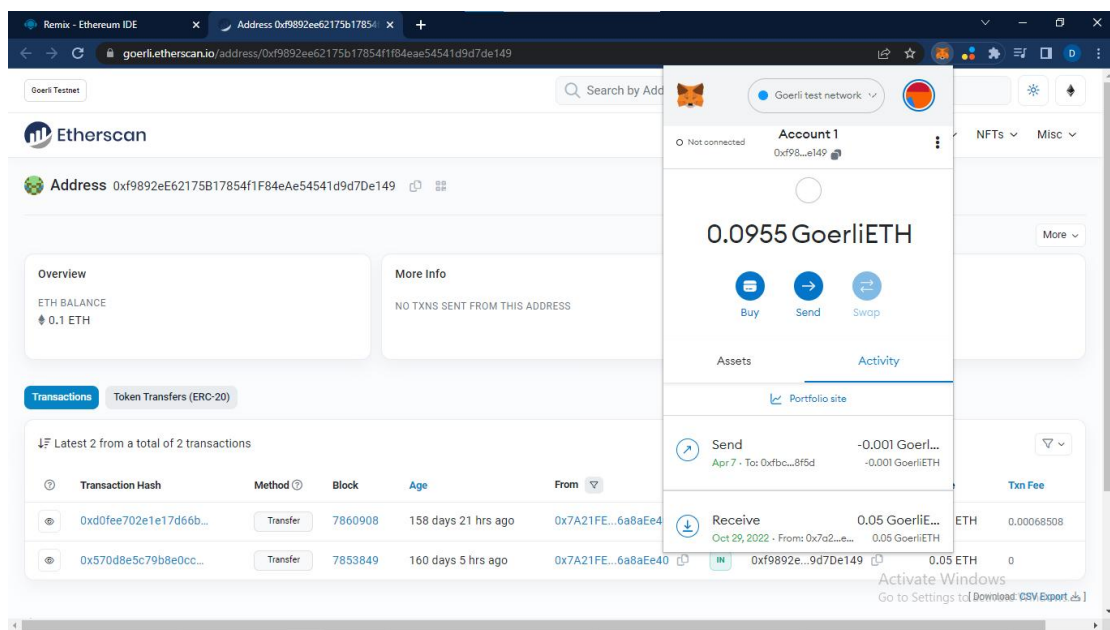 Remix - Ethereum IDE
Address 0xf9892ee62175b17854
goerli.etherscan.io/address/0xf9892ee62175b17854f1f84eae54541d9d7de149
D
Goerli Testnet
Search by Add
Etherscan
NFTs
Misc
Address 0xf9892eE62175B17854f1F84eAe54541d9d7De149
More
Overview
ETH BALANCE
0.1 ETH
More Info
NO TXNS SENT FROM THIS ADDRESS
Transactions
Token Transfers (ERC-20)
Latest 2 from a total of 2 transactions
Transaction Hash
Method
Block
Age
From
Txn Fee
0xd0fee702e1e17d66b...
Transfer
7860908
158 days 21 hrs ago
0x7A21FE...6a8aEe4
ETH
0.00068508
0x570d8e5c79b8e0cc...
Transfer
7853849
160 days 5 hrs ago
0x7A21FE...6a8aEe40
IN
0xf9892e...9d7De149
0.05 ETH
0
Goerli test network
Not connected
Account 1
0xf98...e149
0.0955 GoerliETH
Buy
Send
Swap
Assets
Activity
Portfolio site
Send
-0.001 Goerl...
Apr 7 · To: 0xfbc...8f5d
-0.001 GoerliETH
Receive
0.05 GoerliE...
Oct 29, 2022 · From: 0x7a2...e...
0.05 GoerliETH
Activate Windows
Go to Settings to
[ Download: CSV Export ]